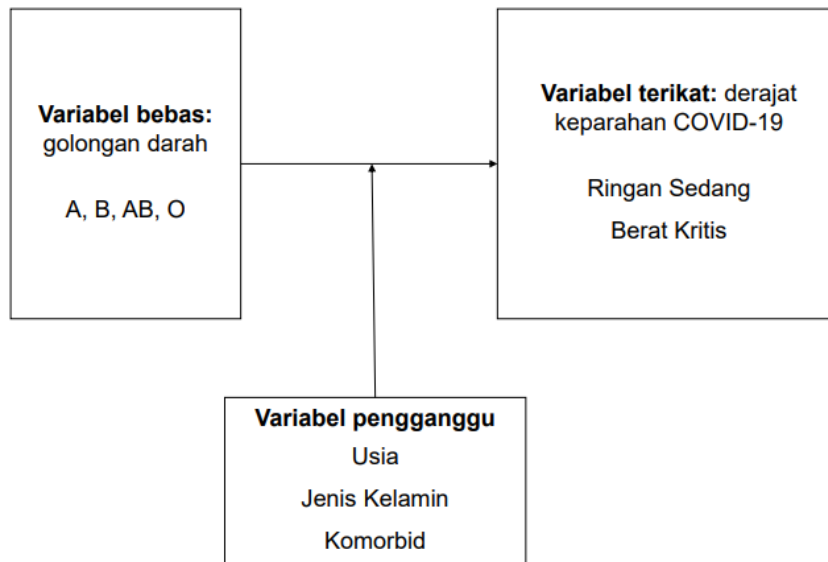 Variabel bebas:
golongan darah
A, B, AB, O
Variabel terikat: derajat
keparahan COVID-19
Ringan Sedang
Berat Kritis
Variabel pengganggu
Usia
Jenis Kelamin
Komorbid